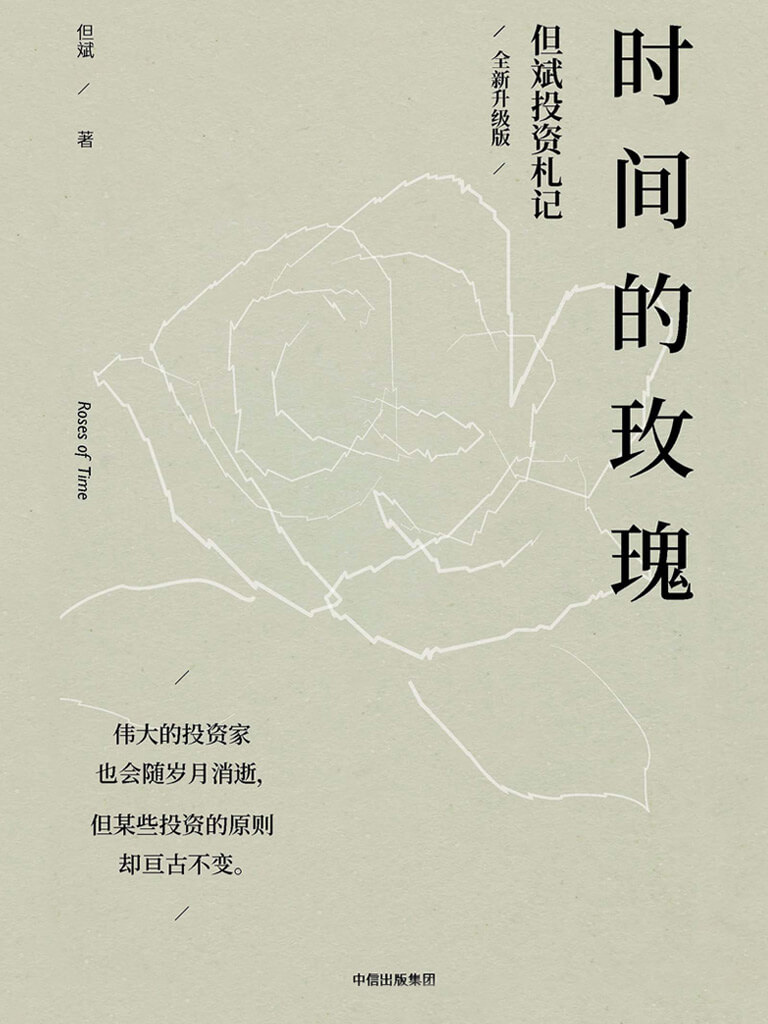 时间的玫瑰
但斌投资札记
/ 全新升级版 /
但斌 / 著
Roses of Time
/
伟大的投资家
也会随岁月消逝,
但某些投资的原则
却亘古不变。
/
中信出版集团